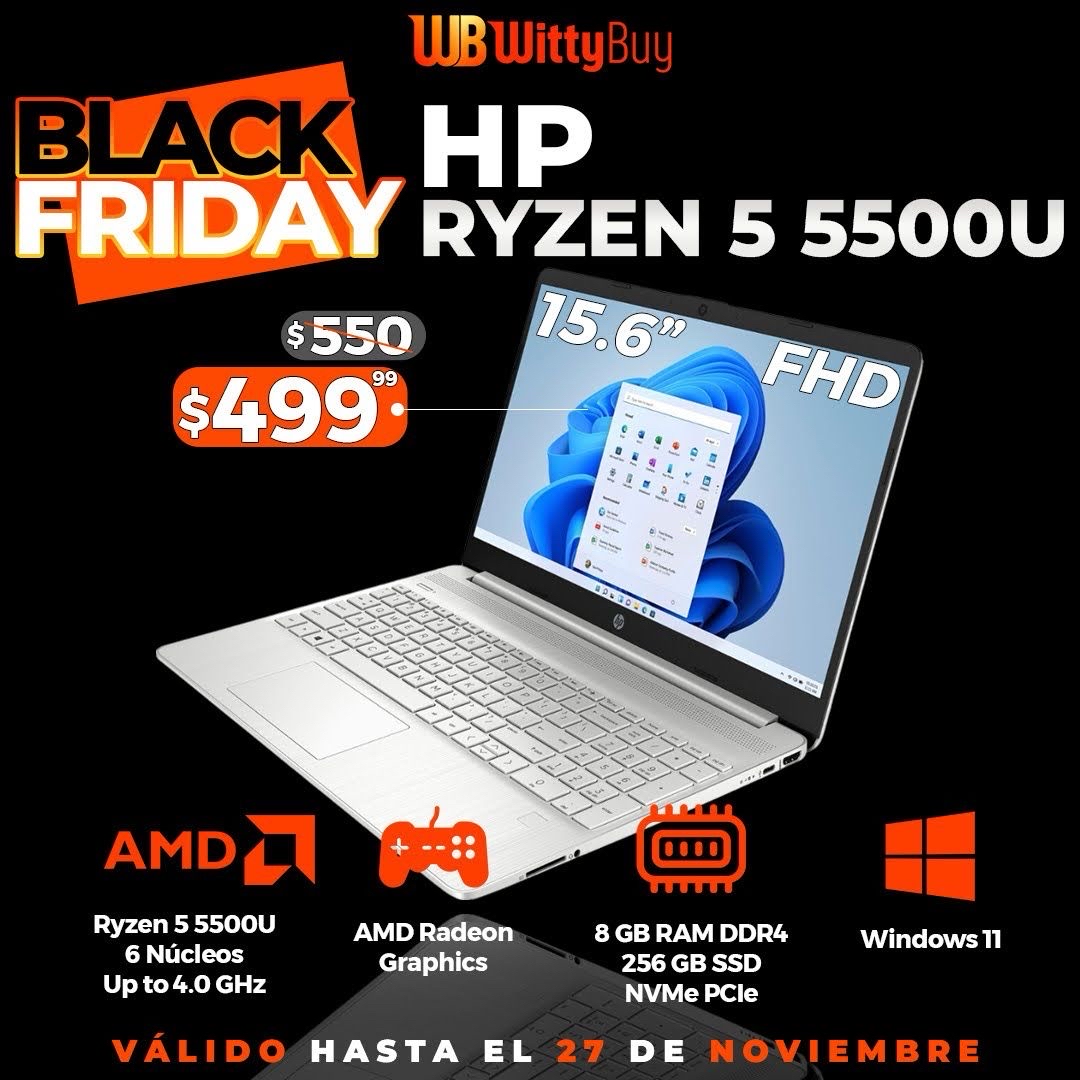 WB WittyBuy
BLACK
FRIDAY
HP
RYZEN 5 5500U
$550
$499 99
15.6” FHD
hp
AMD
Ryzen 5 5500U
6 Núcleos
Up to 4.0 GHz
AMD Radeon
Graphics
8 GB RAM DDR4
256 GB SSD
NVMe PCIe
Windows 11
VÁLIDO HASTA EL 27 DE NOVIEMBRE